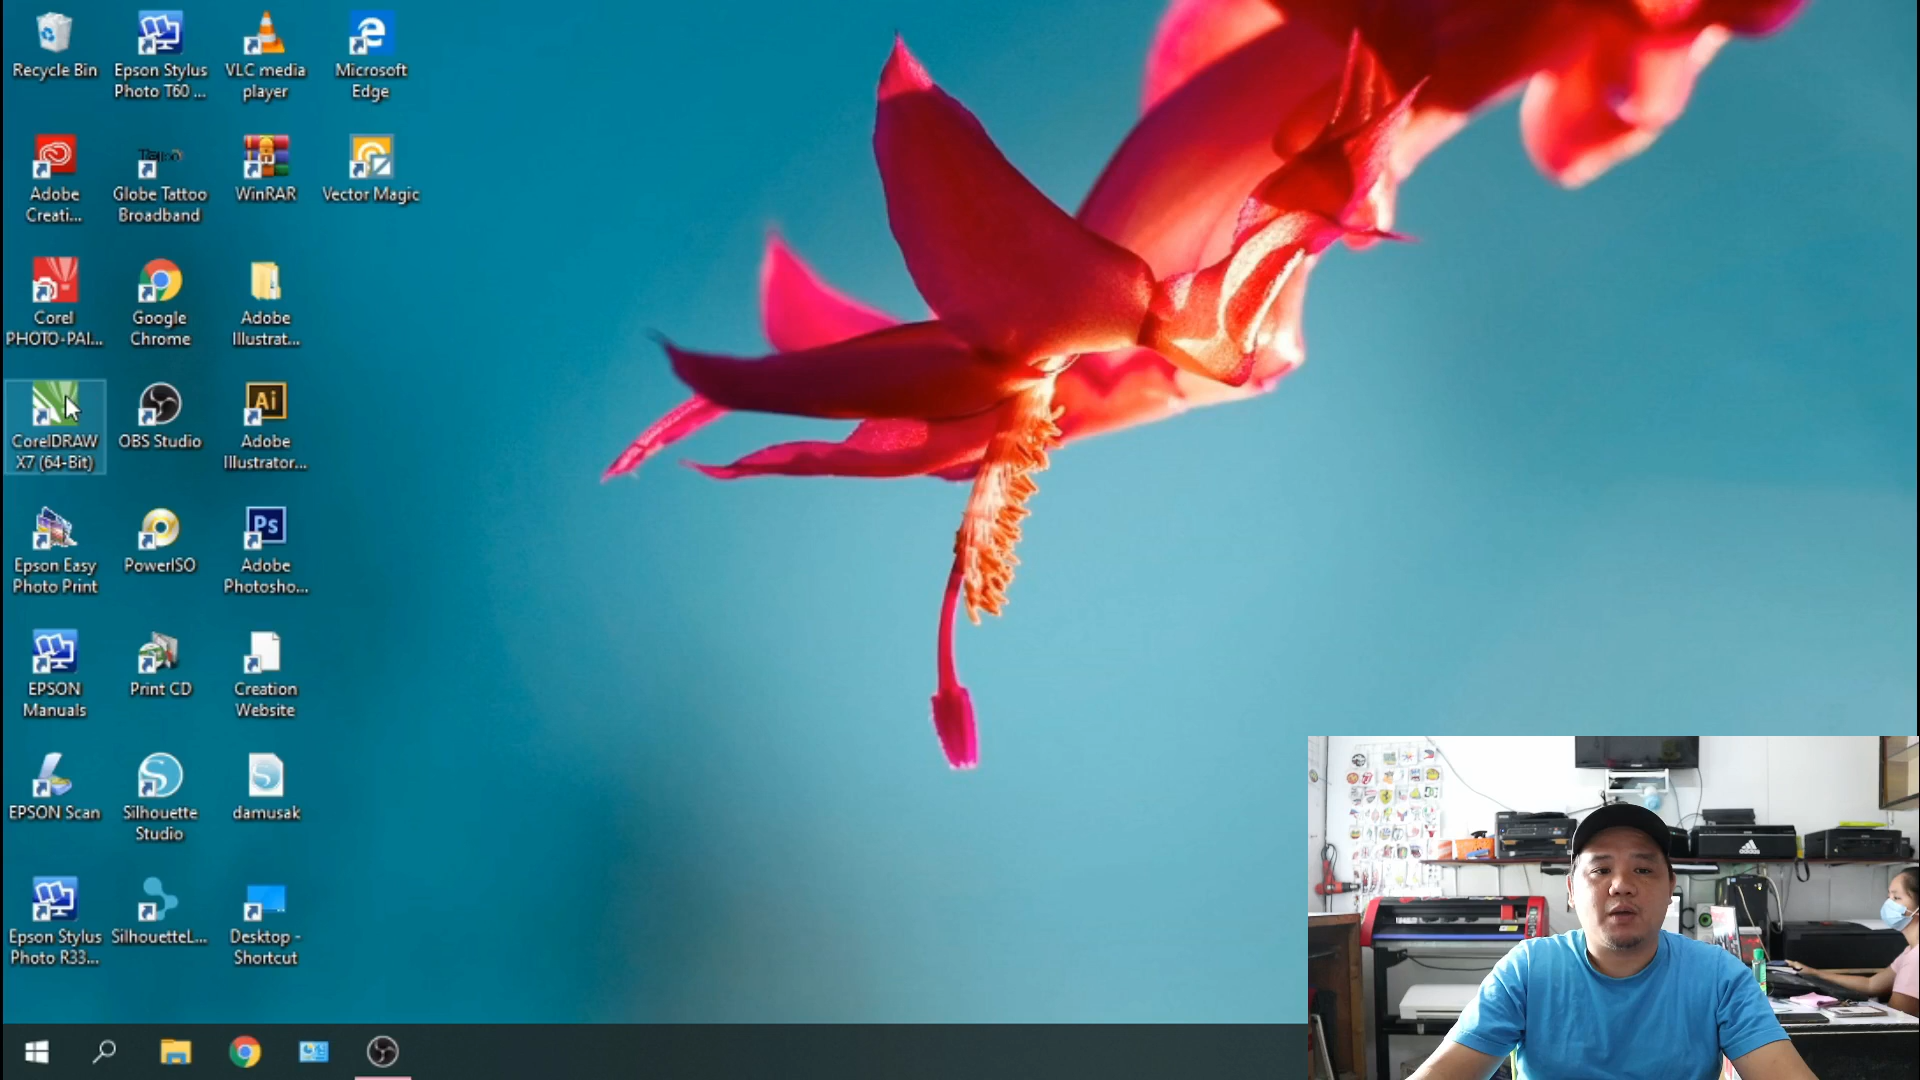 Recycle Bin
Epson Stylus
Photo T60 ...
VLC media
player
Microsoft
Edge
Adobe
Creati...
Globe Tattoo
Broadband
WinRAR
Vector Magic
Corel
PHOTO-PAI...
Google
Chrome
Adobe
Illustrat...
CorelDRAW
X7 (64-Bit)
OBS Studio
Ai
Adobe
Illustrator...
Epson Easy
Photo Print
PowerISO
Ps
Adobe
Photosho...
EPSON
Manuals
Print CD
Creation
Website
EPSON Scan
Silhouette
Studio
damusak
Epson Stylus
Photo R33...
SilhouetteL...
Desktop -
Shortcut
adidas